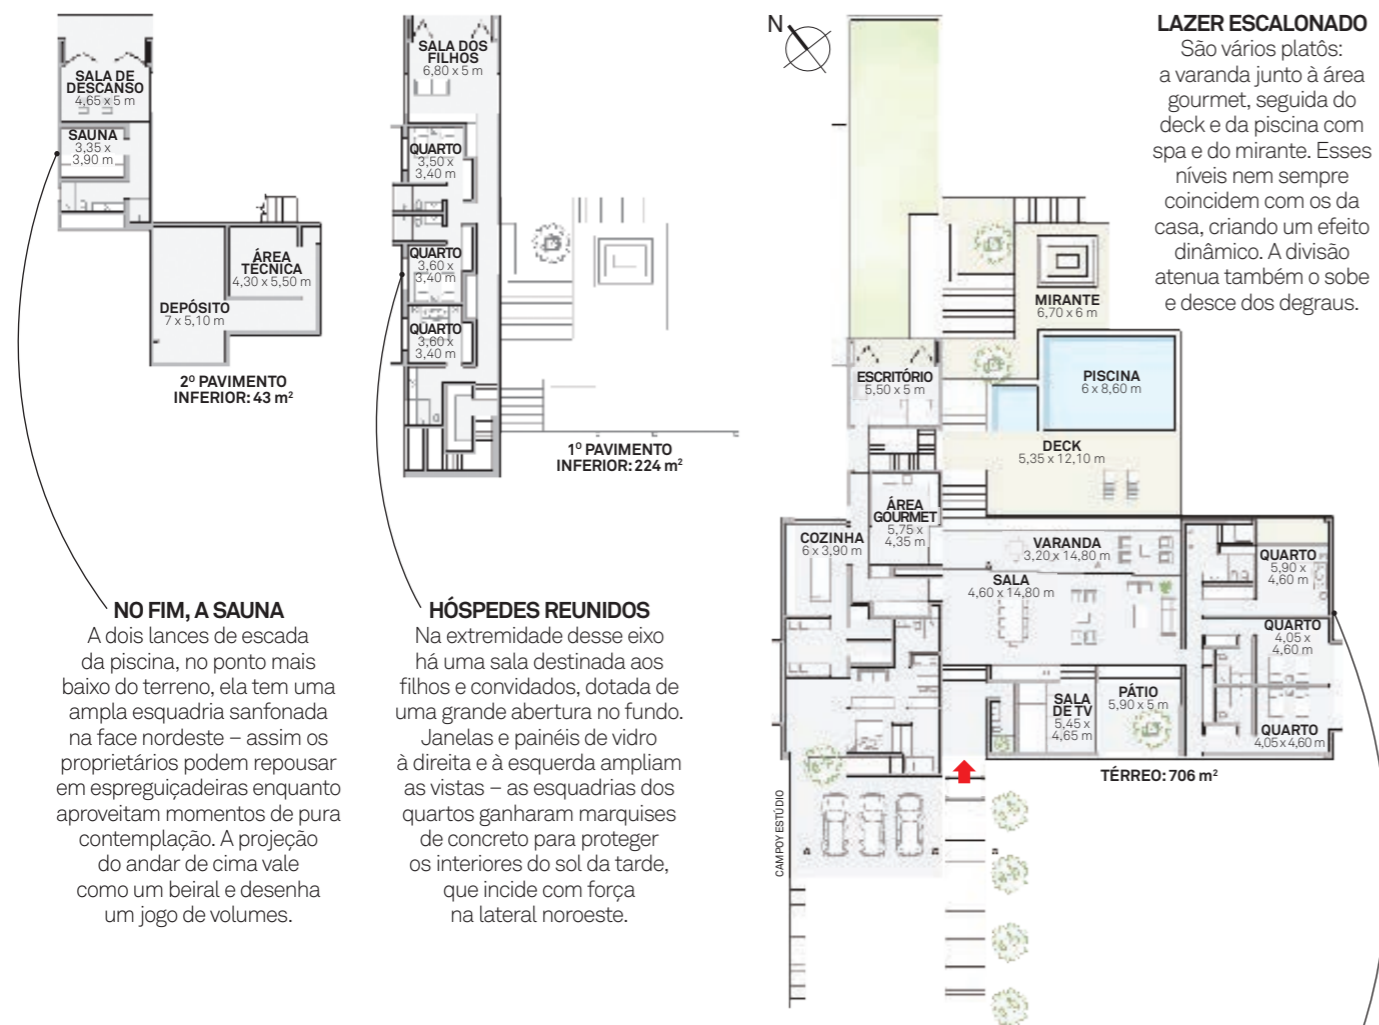 SALA DE
DESCANSO
4,65 x 5 m
SAUNA
3,35 x
3,90 m
ÁREA
TÉCNICA
4,30 x 5,50 m
DEPÓSITO
7 x 5,10 m
2º PAVIMENTO
INFERIOR: 43 m²
NO FIM, A SAUNA
A dois lances de escada
da piscina, no ponto mais
baixo do terreno, ela tem uma
ampla esquadria sanfonada
na face nordeste – assim os
proprietários podem repousar
em espreguiçadeiras enquanto
aproveitam momentos de pura
contemplação. A projeção
do andar de cima vale
como um beiral e desenha
um jogo de volumes.
SALA DOS
FILHOS
6,80 x 5 m
QUARTO
3,50 x
3,40 m
QUARTO
3,60 x
3,40 m
QUARTO
3,60 x
3,40 m
1º PAVIMENTO
INFERIOR: 224 m²
HÓSPEDES REUNIDOS
Na extremidade desse eixo
há uma sala destinada aos
filhos e convidados, dotada de
uma grande abertura no fundo.
Janelas e painéis de vidro
à direita e à esquerda ampliam
as vistas – as esquadrias dos
quartos ganharam marquises
de concreto para proteger
os interiores do sol da tarde,
que incide com força
na lateral noroeste.
N
LAZER ESCALONADO
São vários platôs:
a varanda junto à área
gourmet, seguida do
deck e da piscina com
spa e do mirante. Esses
níveis nem sempre
coincidem com os da
casa, criando um efeito
dinâmico. A divisão
atenua também o sobe
e desce dos degraus.
MIRANTE
6,70 x 6 m
ESCRITÓRIO
5,50 x 5 m
PISCINA
6 x 8,60 m
DECK
5,35 x 12,10 m
ÁREA
GOURMET
5,75 x
4,35 m
COZINHA
6 x 3,90 m
VARANDA
3,20 x 14,80 m
SALA
4,60 x 14,80 m
QUARTO
5,90 x
4,60 m
QUARTO
4,05 x
4,60 m
QUARTO
4,05 x 4,60 m
SALA
DE TV
5,45 x
4,65 m
PÁTIO
5,90 x 5 m
TÉRREO: 706 m²
CAMPOY ESTÚDIO